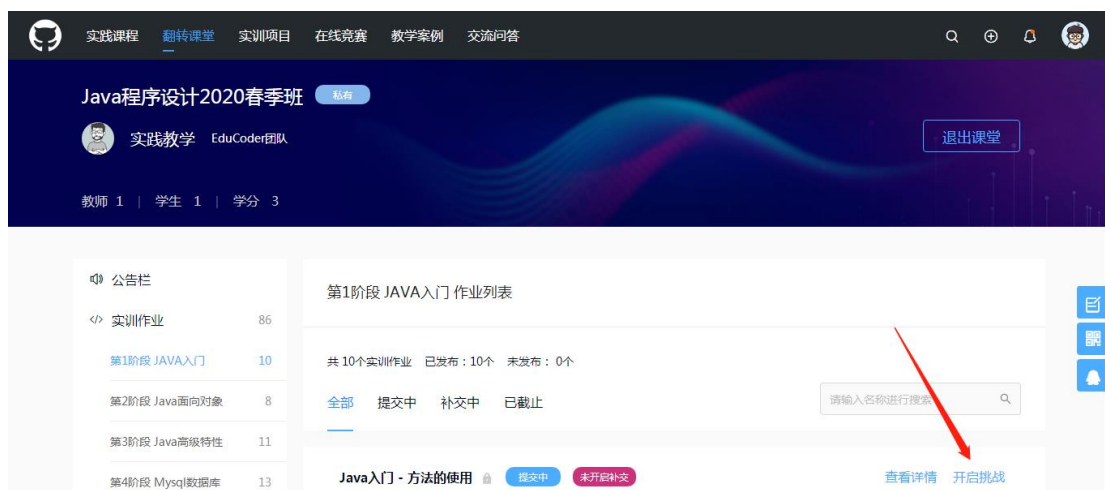 实践课程 翻转课堂 实训项目 在线竞赛 教学案例 交流问答
Java程序设计2020春季班 私有
实践教学 EduCoder团队
退出课堂
教师 1 | 学生 1 | 学分 3
公告栏
</> 实训作业 86
第1阶段 JAVA入门 10
第2阶段 Java面向对象 8
第3阶段 Java高级特性 11
第4阶段 Mysql数据库 13
第1阶段 JAVA入门 作业列表
共 10个实训作业 已发布：10个 未发布： 0个
全部 提交中 补交中 已截止
请输入名称进行搜索
Java入门 - 方法的使用 提交中 未开启补交
查看详情 开启挑战